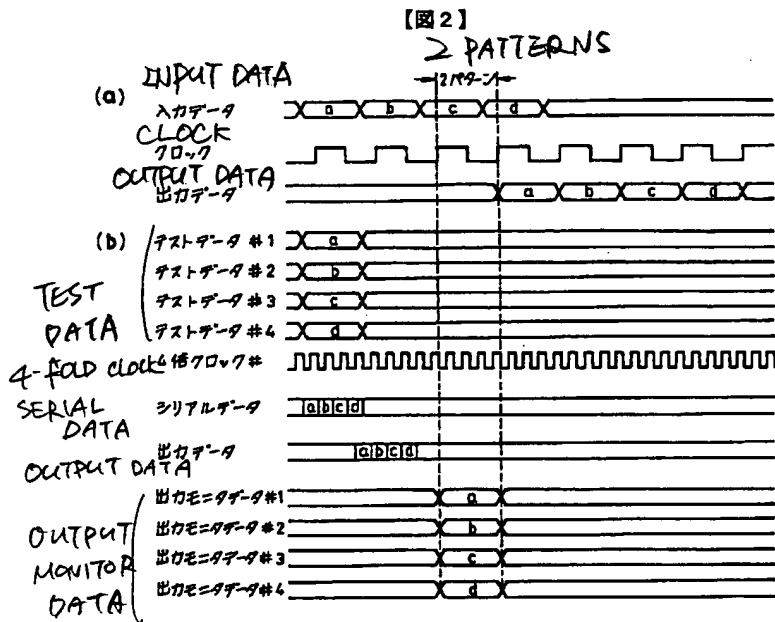 【図2】
2 PATTERNS
2パターン
(a)
INPUT DATA
入力データ
a b c d
CLOCK
クロック
OUTPUT DATA
出力データ
a b c d
(b)
TEST DATA
テストデータ #1
a
テストデータ #2
b
テストデータ #3
c
テストデータ #4
d
4-FOLD Clock
4倍クロック#
SERIAL DATA
シリアルデータ
a b c d
出力データ
a b c d
OUTPUT DATA
OUTPUT MONITOR DATA
出力モニタデータ#1
a
出力モニタデータ#2
b
出力モニタデータ#3
c
出力モニタデータ#4
d